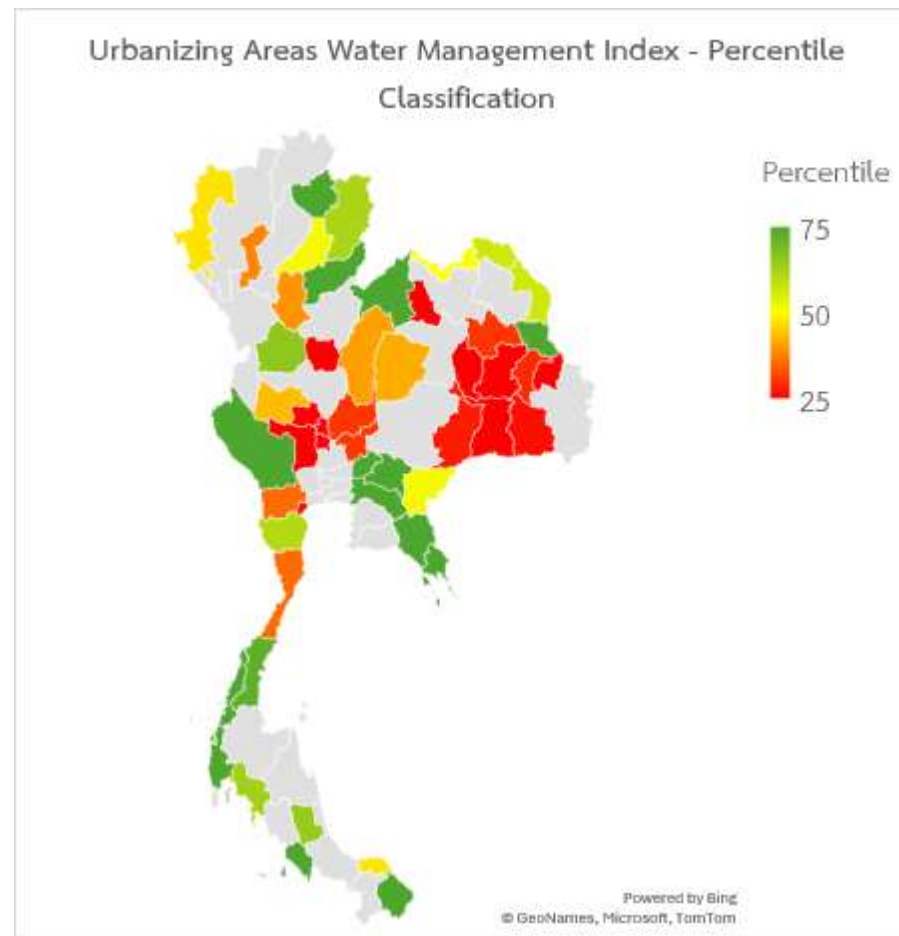 Urbanizing Areas Water Management Index - Percentile
Classification
Percentile
75
50
25
Powered by Bing
© GeoNames, Microsoft, TomTom